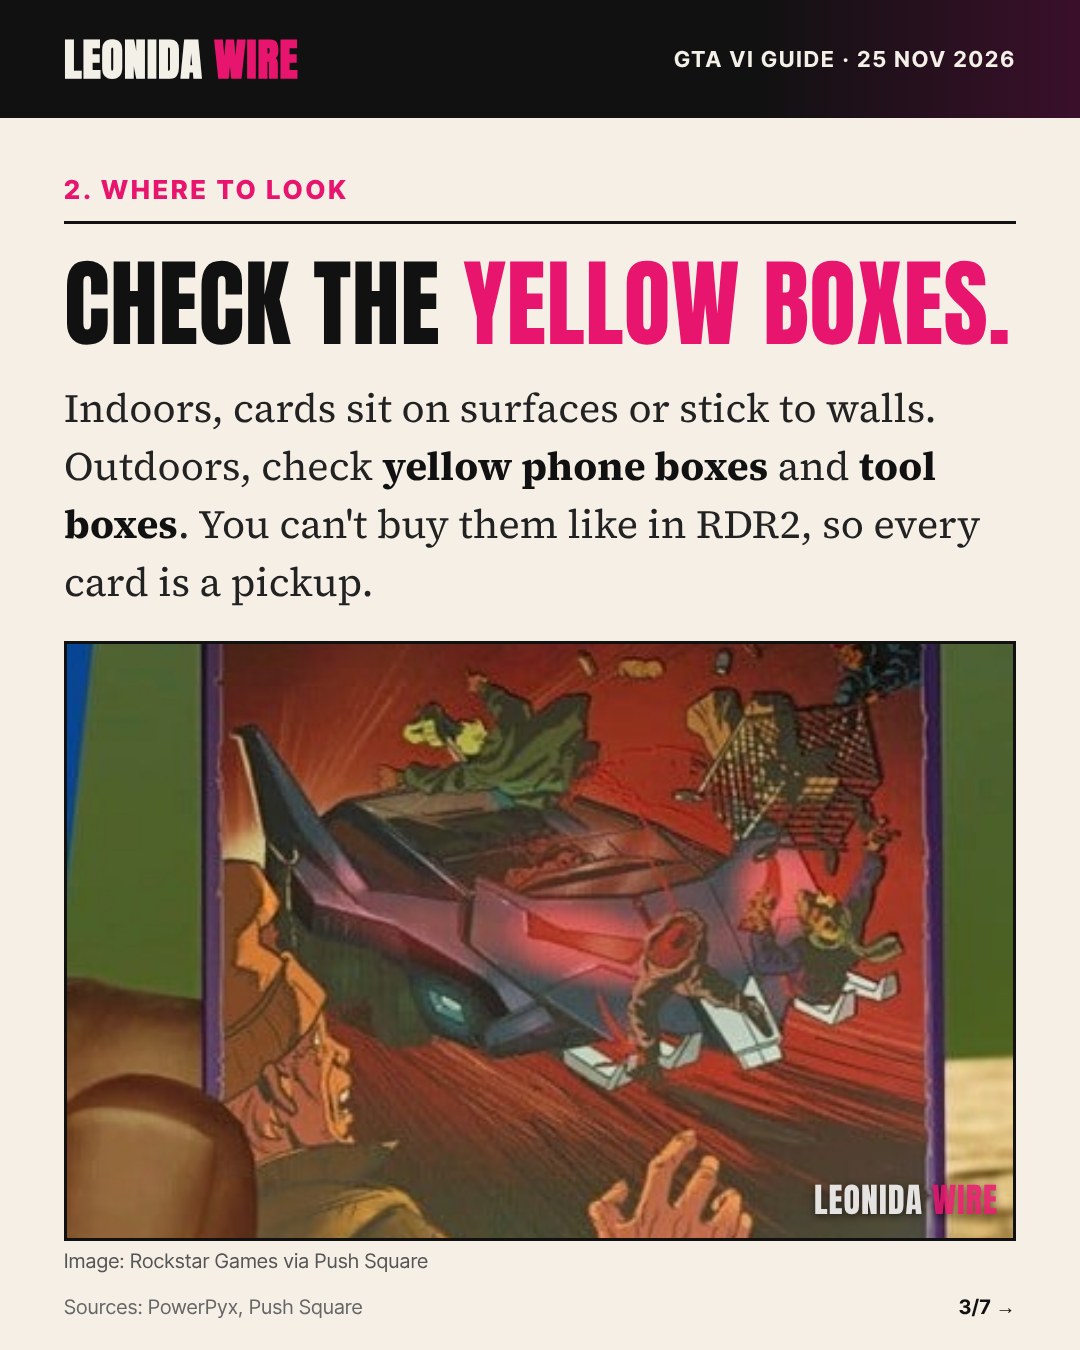 LEONIDA WIRE
GTA VI GUIDE · 25 NOV 2026
2. WHERE TO LOOK
CHECK THE YELLOW BOXES.
Indoors, cards sit on surfaces or stick to walls.
Outdoors, check yellow phone boxes and tool
boxes. You can't buy them like in RDR2, so every
card is a pickup.
LEONIDA WIRE
Image: Rockstar Games via Push Square
Sources: PowerPyx, Push Square
3/7 →